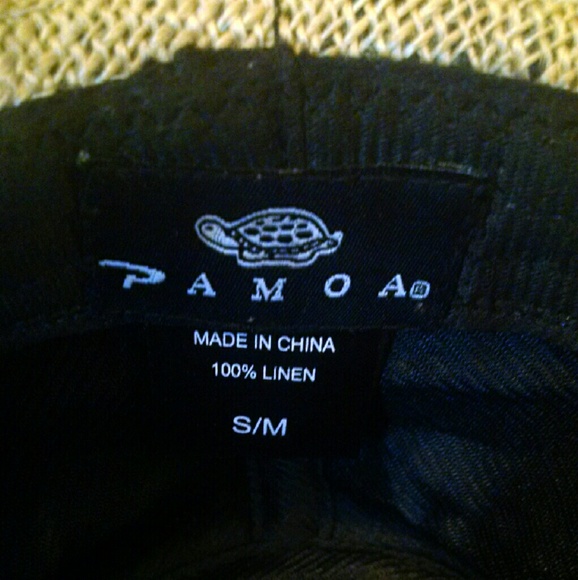 PAMOA®
MADE IN CHINA
100% LINEN
S/M